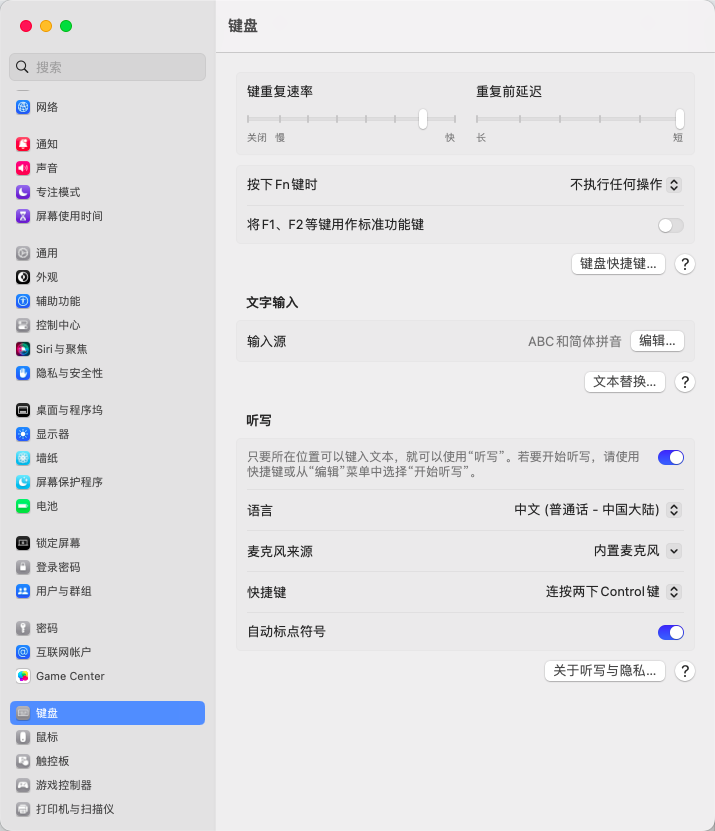 键盘
搜索
网络
通知
声音
专注模式
屏幕使用时间
通用
外观
辅助功能
控制中心
Siri与聚焦
隐私与安全性
桌面与程序坞
显示器
墙纸
屏幕保护程序
电池
锁定屏幕
登录密码
用户与群组
密码
互联网帐户
Game Center
键盘
鼠标
触控板
游戏控制器
打印机与扫描仪
键重复速率 重复前延迟
关闭 慢 快 长 短
按下Fn键时 不执行任何操作
将F1、F2等键用作标准功能键
键盘快捷键... ?
文字输入
输入源 ABC和简体拼音 编辑...
文本替换... ?
听写
只要所在位置可以键入文本，就可以使用“听写”。若要开始听写，请使用
快捷键或从“编辑”菜单中选择“开始听写”。
语言 中文 (普通话 - 中国大陆)
麦克风来源 内置麦克风
快捷键 连按两下Control键
自动标点符号
关于听写与隐私... ?